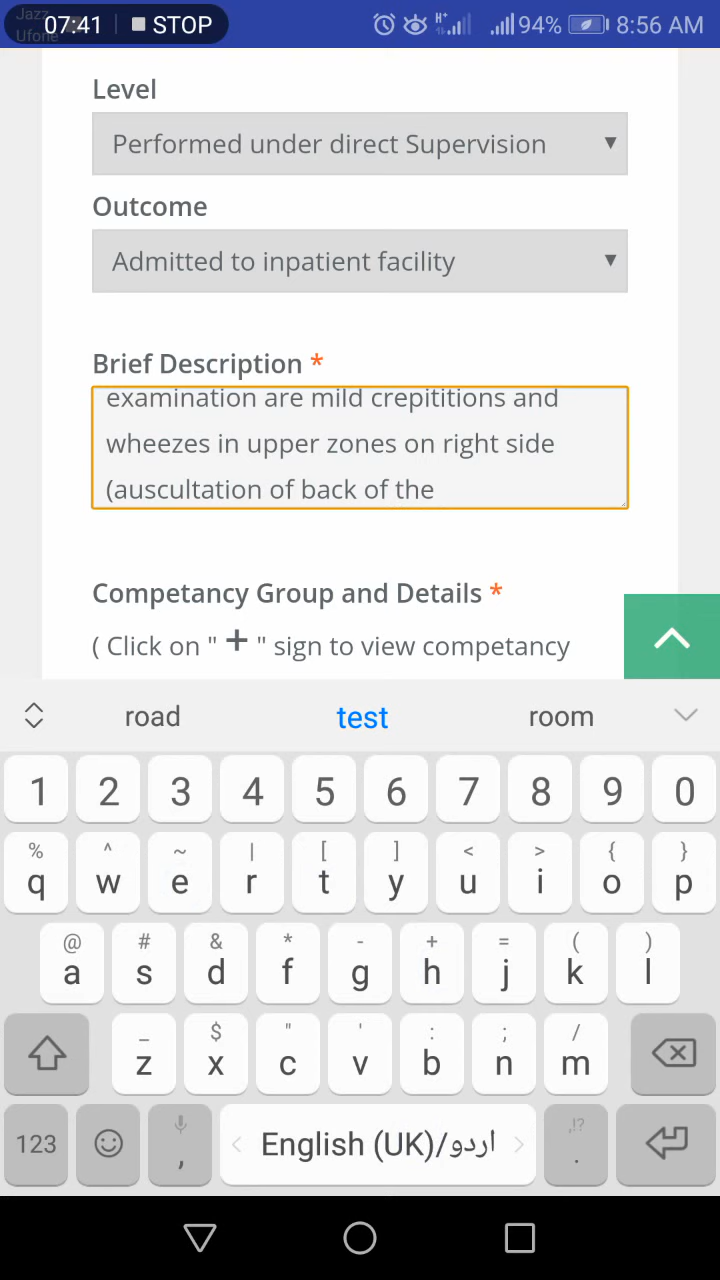 Jazz
Ufone
07:41 STOP H+ 94% 8:56 AM
Level
Performed under direct Supervision
Outcome
Admitted to inpatient facility
Brief Description *
examination are mild crepititions and
wheezes in upper zones on right side
(auscultation of back of the
Competancy Group and Details *
( Click on " + " sign to view competancy
road test room
1 2 3 4 5 6 7 8 9 0
% ^ ~ | [ ] < > { }
q w e r t y u i o p
@ # & * - + = ( )
a s d f g h j k l
_ $ " ' : ; /
z x c v b n m
123 , English (UK)/اردو ,!? .